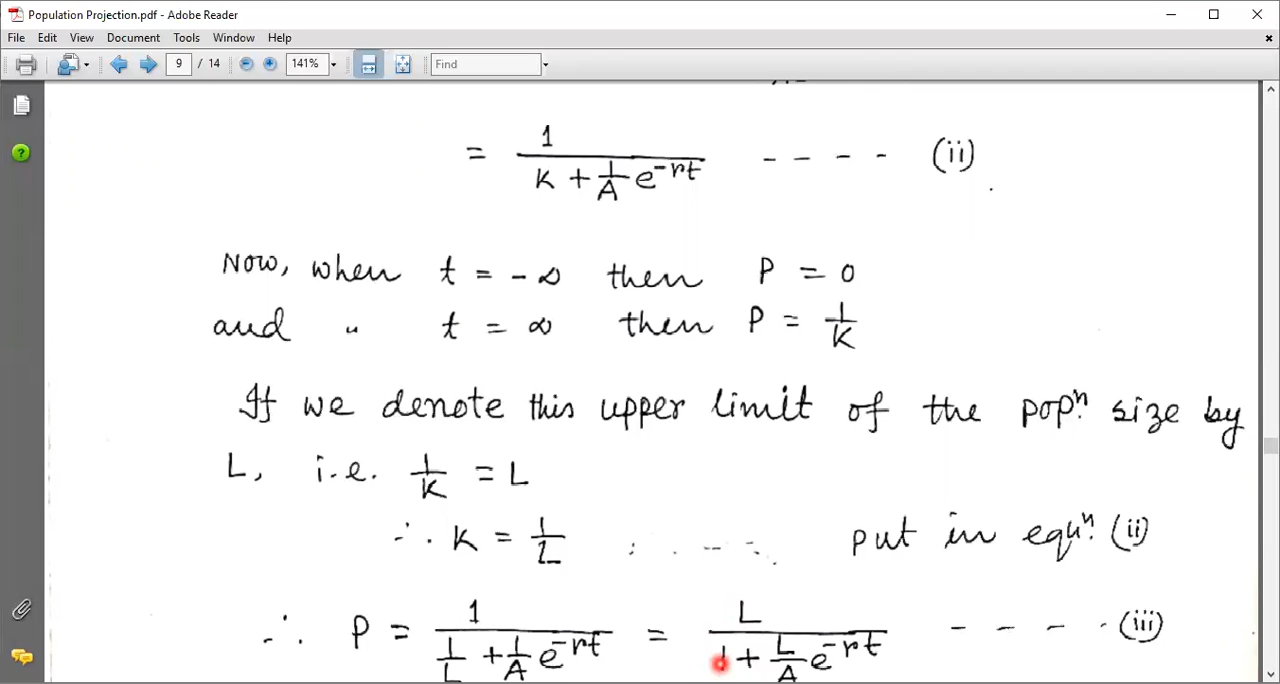 Population Projection.pdf - Adobe Reader
File Edit View Document Tools Window Help
9 / 14 141% Find
= 1 / (K + 1/A e^-rt) - - - - (ii)
Now, when t = - ∞ then P = 0
and " t = ∞ then P = 1/K
If we denote this upper limit of the popⁿ. size by
L, i.e. 1/K = L
∴ K = 1/L put in equⁿ. (ii)
∴ P = 1 / (1/L + 1/A e^-rt) = L / (1 + L/A e^-rt) - - - - (iii)